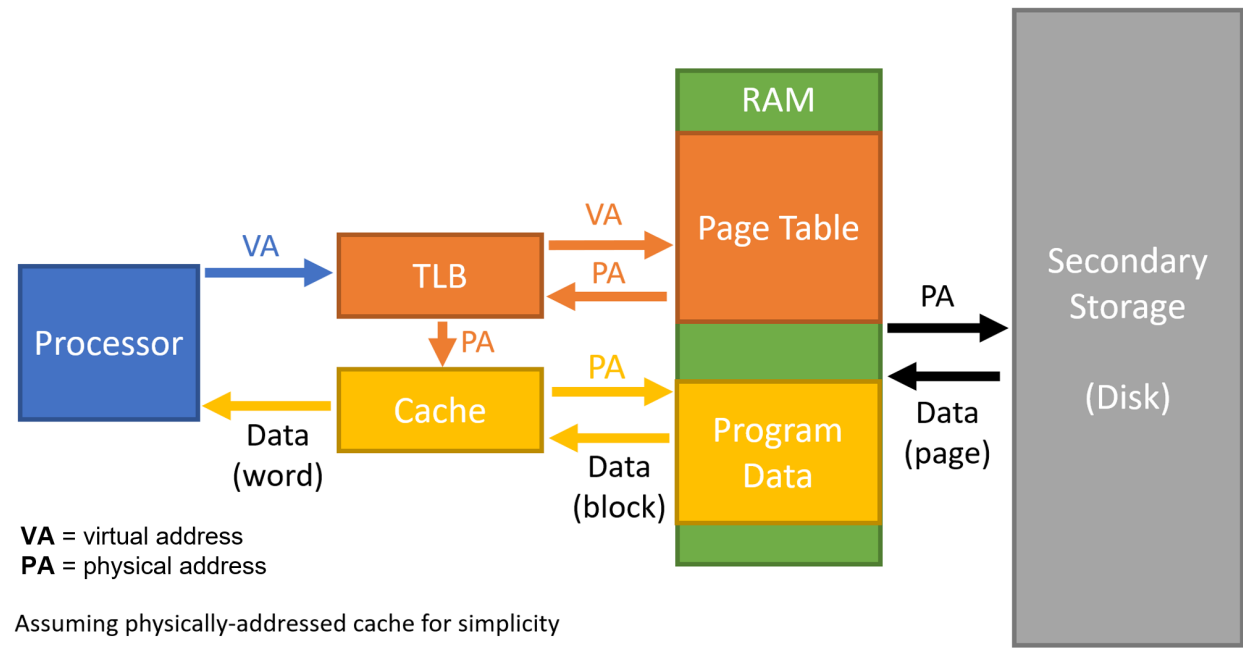 RAM
Page Table
VA
PA
VA
TLB
PA
Processor
Cache
PA
Data
(word)
Data
(block)
Program
Data
PA
Data
(page)
Secondary
Storage
(Disk)
VA = virtual address
PA = physical address
Assuming physically-addressed cache for simplicity